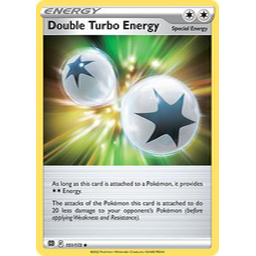 ENERGY
Double Turbo Energy
Special Energy
As long as this card is attached to a Pokémon, it provides
Energy.
The attacks of the Pokémon this card is attached to do
20 less damage to your opponent's Pokémon (before
applying Weakness and Resistance).
151/172